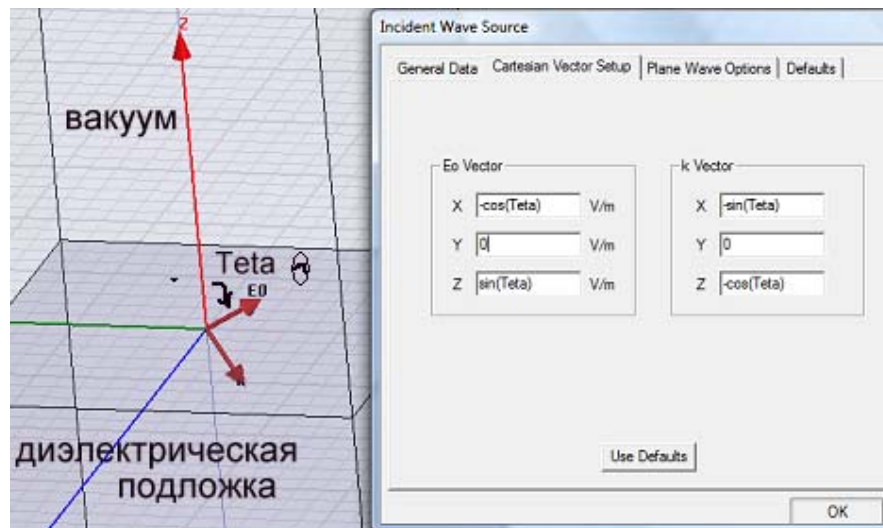 z
вакуум
Teta
E0
диэлектрическая
подложка
Incident Wave Source
General Data Cartesian Vector Setup Plane Wave Options Defaults
Eo Vector
X -cos(Teta) V/m
Y 0 V/m
Z sin(Teta) V/m
k Vector
X -sin(Teta)
Y 0
Z -cos(Teta)
Use Defaults
OK